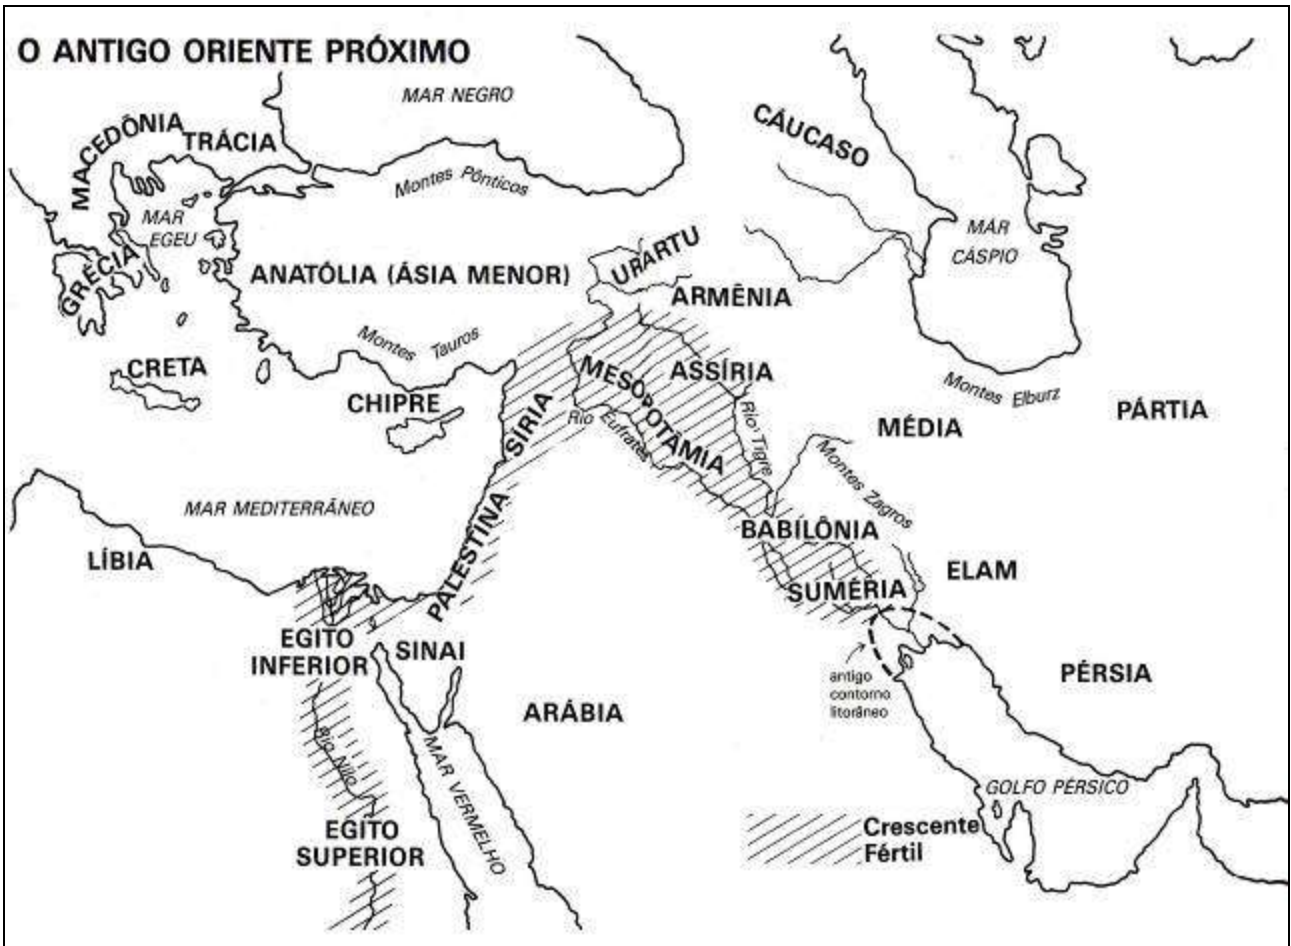 O ANTIGO ORIENTE PRÓXIMO
MAR NEGRO
MACEDÔNIA
TRÁCIA
CÁUCASO
Montes Pônticos
MAR
EGEU
MAR
CÁSPIO
GRÉCIA
URARTU
ANATÓLIA (ÁSIA MENOR)
ARMÊNIA
Montes Tauros
CRETA
MESOPOTÂMIA
ASSÍRIA
Montes Elburz
CHIPRE
SÍRIA
Rio Eufrates
Rio Tigre
MÉDIA
PÁRTIA
Montes Zagros
MAR MEDITERRÂNEO
PALESTINA
BABILÔNIA
LÍBIA
ELAM
SUMÉRIA
EGITO
INFERIOR
SINAI
antigo
contorno
litorâneo
PÉRSIA
ARÁBIA
Rio Nilo
MAR VERMELHO
GOLFO PÉRSICO
EGITO
SUPERIOR
Crescente
Fértil